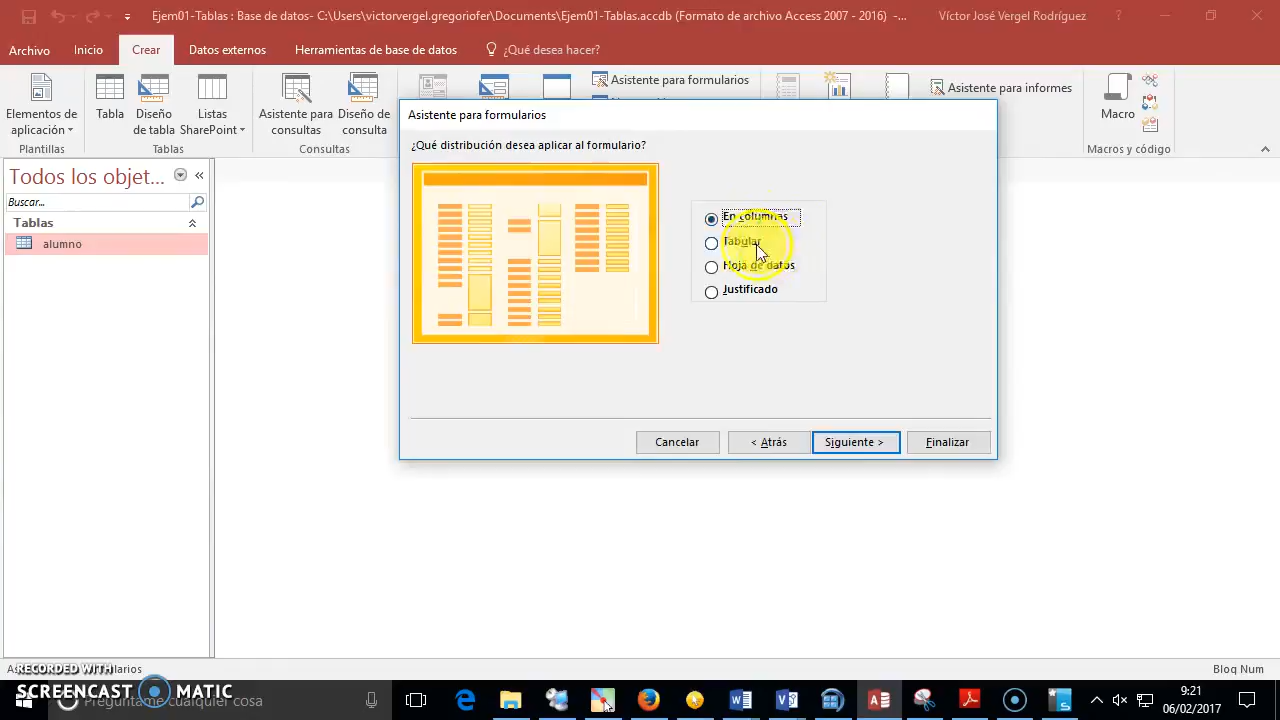 Ejem01-Tablas : Base de datos- C:\Users\victorvergel.gregoriofer\Documents\Ejem01-Tablas.accdb (Formato de archivo Access 2007 - 2016) -... Víctor José Vergel Rodríguez ?
Archivo Inicio Crear Datos externos Herramientas de base de datos ¿Qué desea hacer?
Elementos de aplicación
Tabla
Diseño de tabla
Listas SharePoint
Asistente para consultas
Diseño de consulta
Asistente para formularios
Asistente para informes
Macro
Plantillas Tablas Consultas Macros y código
Todos los objet... «
Buscar...
Tablas
alumno
Asistente para formularios
¿Qué distribución desea aplicar al formulario?
En columnas
Tabular
Hoja de datos
Justificado
Cancelar < Atrás Siguiente > Finalizar
Bloq Num
RECORDED WITH
SCREENCAST MATIC
Pregúntame cualquier cosa
9:21
06/02/2017